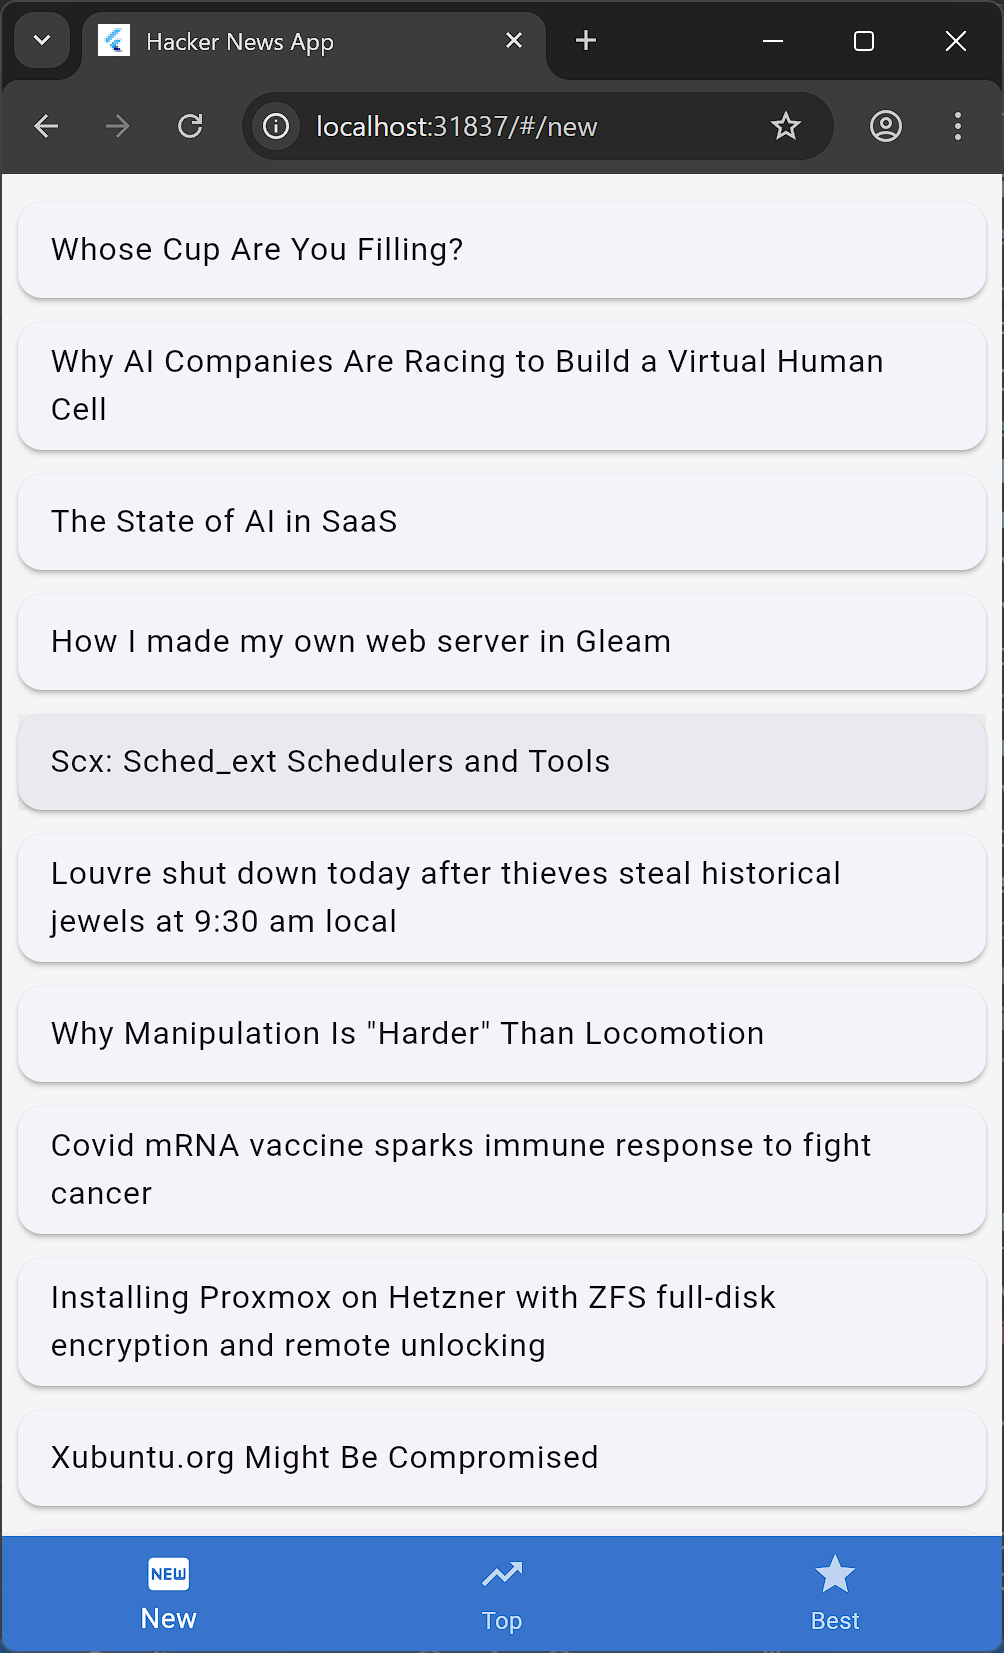 Hacker News App
localhost:31837/#/new
Whose Cup Are You Filling?
Why AI Companies Are Racing to Build a Virtual Human
Cell
The State of AI in SaaS
How I made my own web server in Gleam
Scx: Sched_ext Schedulers and Tools
Louvre shut down today after thieves steal historical
jewels at 9:30 am local
Why Manipulation Is "Harder" Than Locomotion
Covid mRNA vaccine sparks immune response to fight
cancer
Installing Proxmox on Hetzner with ZFS full-disk
encryption and remote unlocking
Xubuntu.org Might Be Compromised
NEW
New
Top
Best